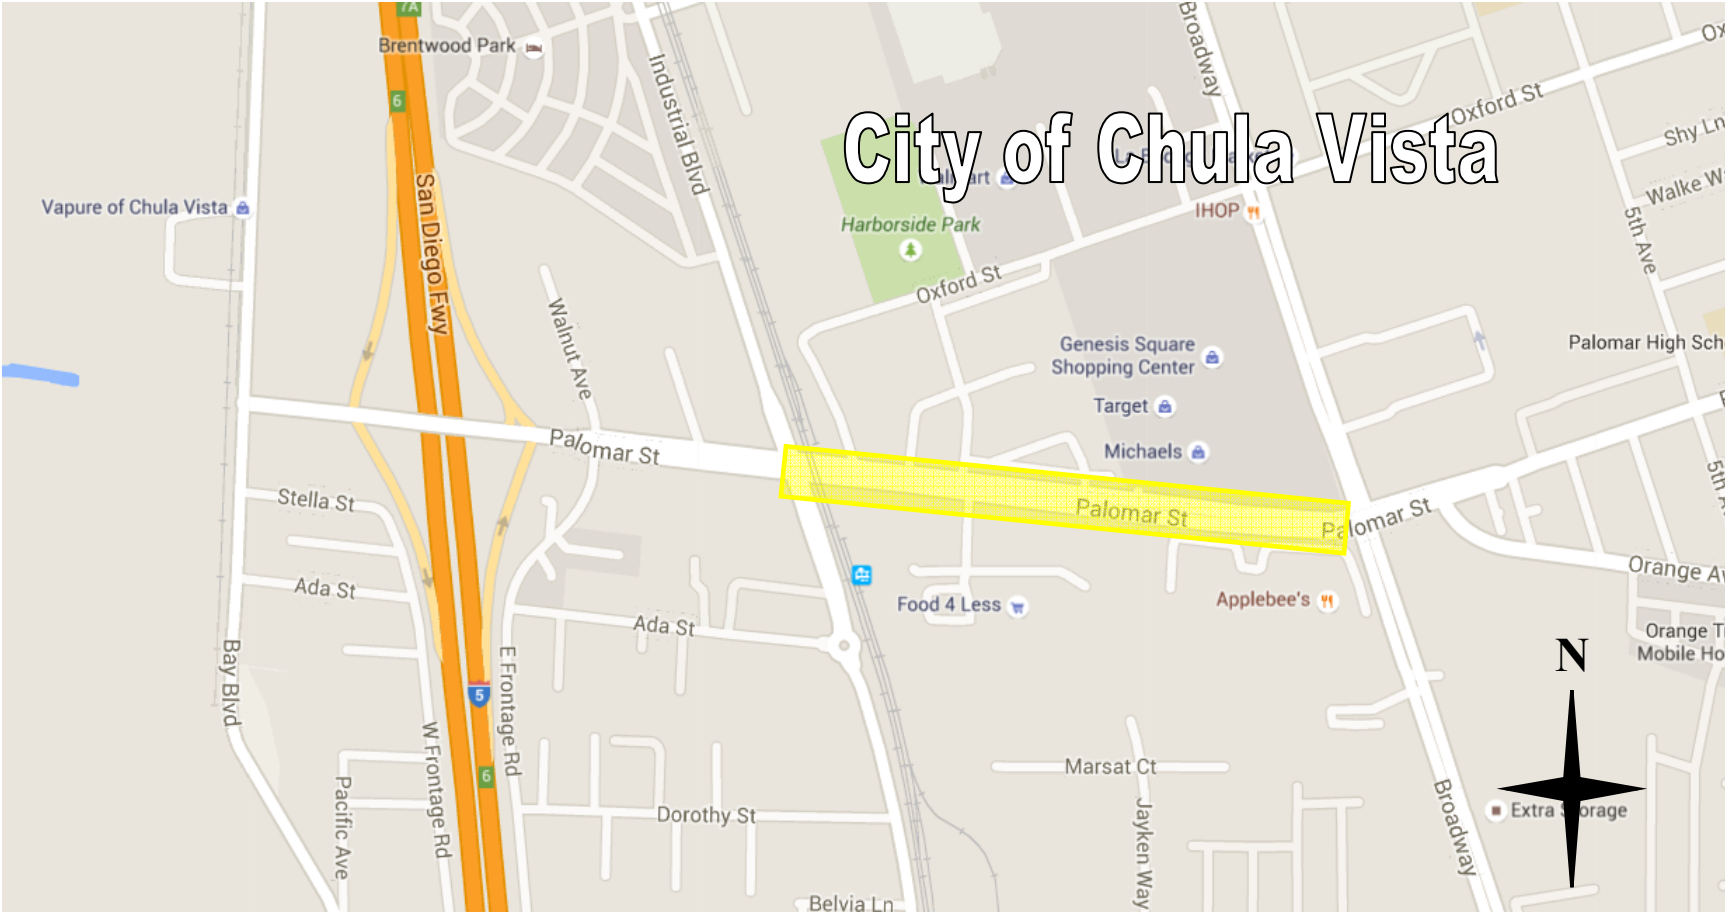 7A
Brentwood Park
6
Industrial Blvd
Broadway
Oxford St
City of Chula Vista
Shy Ln
San Diego Fwy
Vapure of Chula Vista
IHOP
Harborside Park
5th Ave
Oxford St
Walnut Ave
Genesis Square
Shopping Center
Palomar High Sch
Target
Michaels
Palomar St
Stella St
Palomar St
Palomar St
Orange Av
Ada St
Food 4 Less
Applebee's
Ada St
Bay Blvd
E Frontage Rd
Orange
Mobile Ho
N
5
W Frontage Rd
6
Marsat Ct
Pacific Ave
Jayken Way
Broadway
Dorothy St
Extra Storage
Belvia Ln